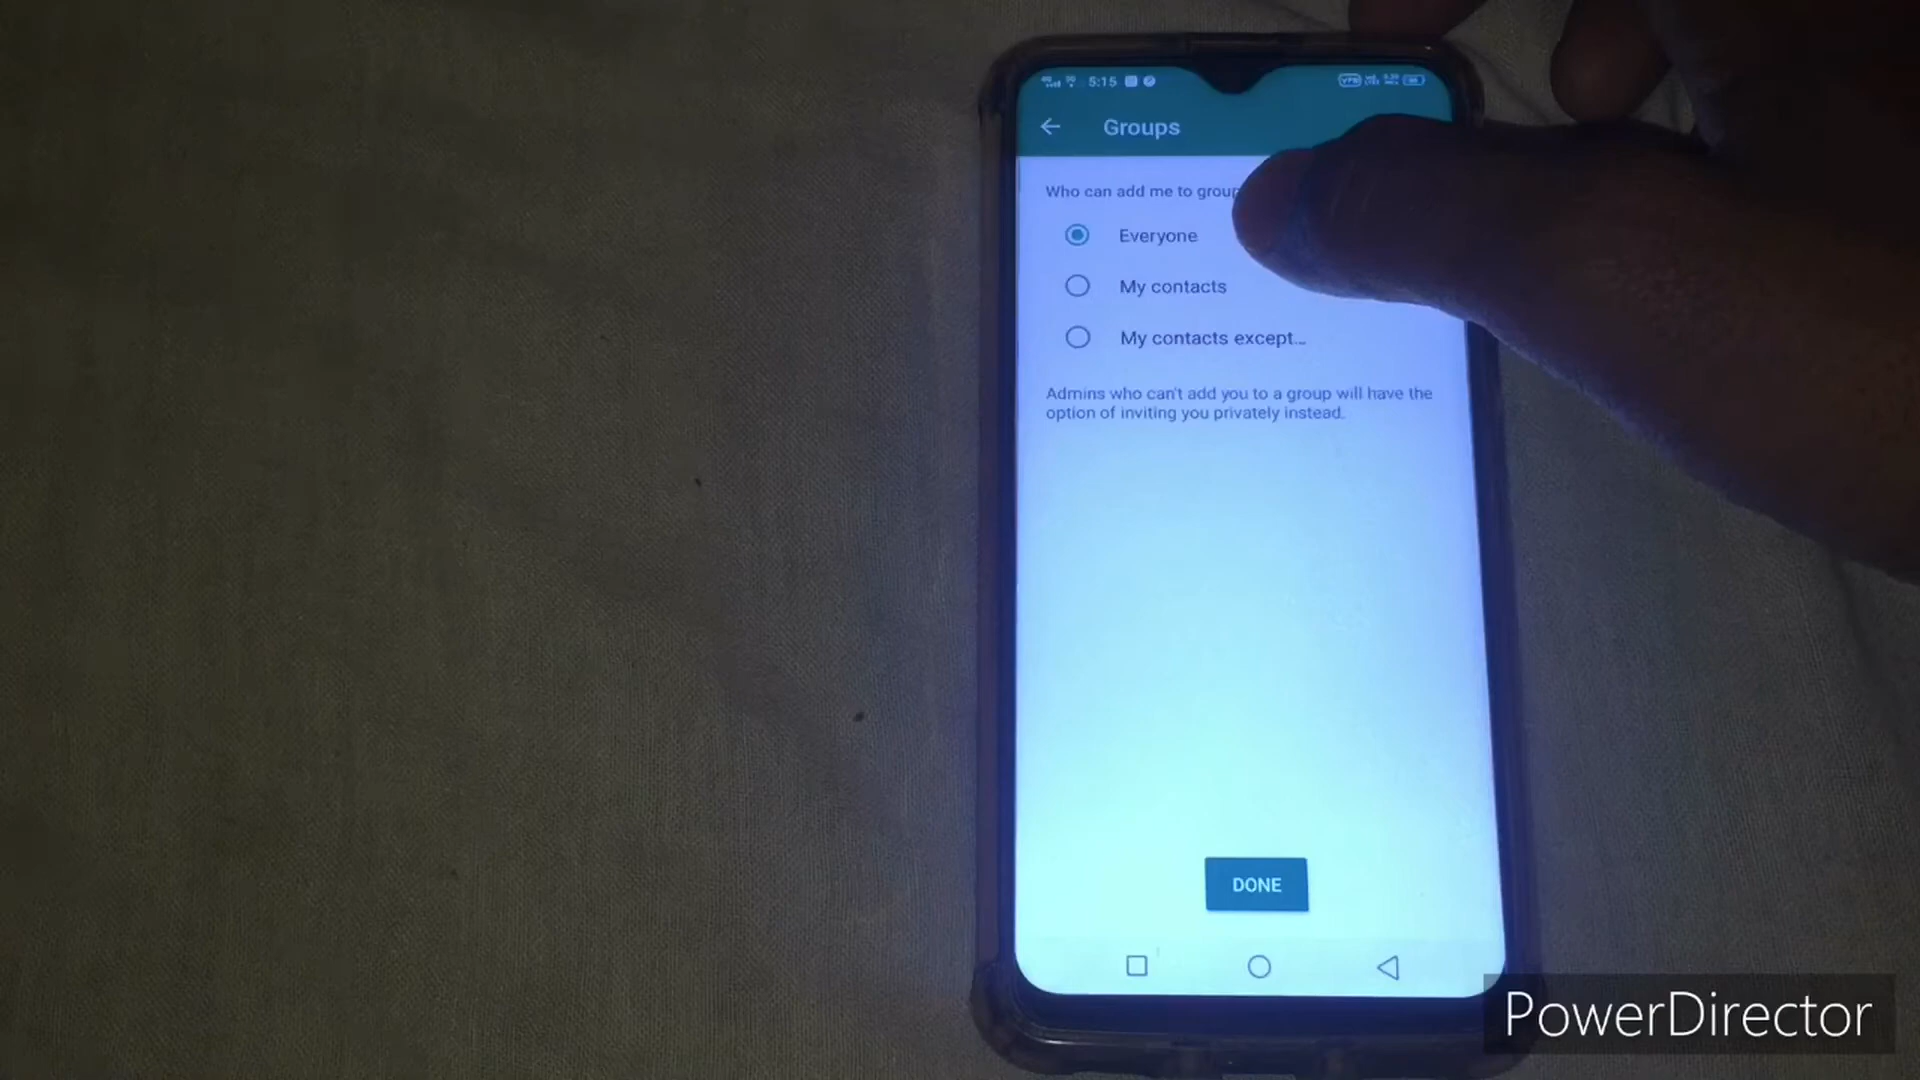 5:15
Groups
Who can add me to group
Everyone
My contacts
My contacts except...
Admins who can't add you to a group will have the
option of inviting you privately instead.
DONE
PowerDirector